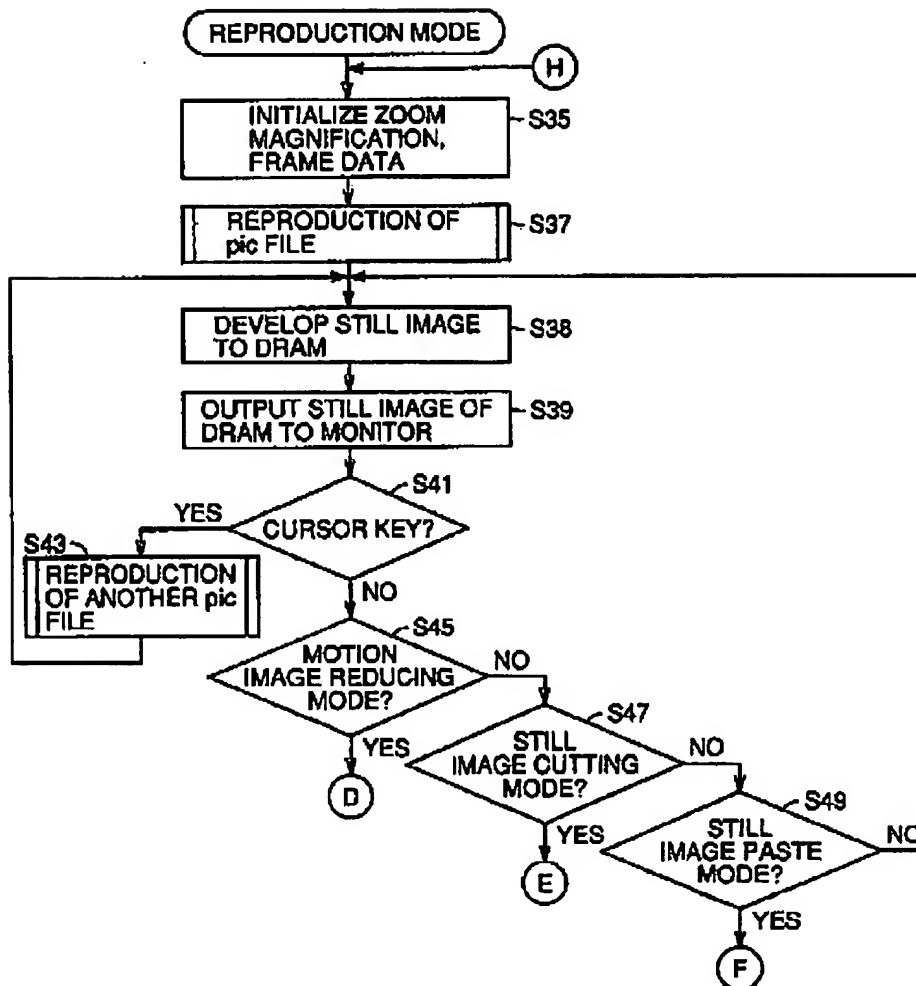 REPRODUCTION MODE
H
INITIALIZE ZOOM
MAGNIFICATION,
FRAME DATA
S35
REPRODUCTION OF
pic FILE
S37
DEVELOP STILL IMAGE
TO DRAM
S38
OUTPUT STILL IMAGE OF
DRAM TO MONITOR
S39
S41
CURSOR KEY?
YES
NO
S43
REPRODUCTION
OF ANOTHER pic
FILE
S45
MOTION
IMAGE REDUCING
MODE?
NO
YES
D
S47
STILL
IMAGE CUTTING
MODE?
NO
YES
E
S49
STILL
IMAGE PASTE
MODE?
NO
YES
F